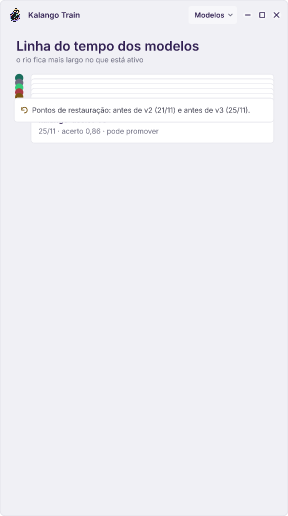 Kalango Train
Modelos
Linha do tempo dos modelos
o rio fica mais largo no que está ativo
Pontos de restauração: antes de v2 (21/11) e antes de v3 (25/11).
25/11 · acerto 0,86 · pode promover